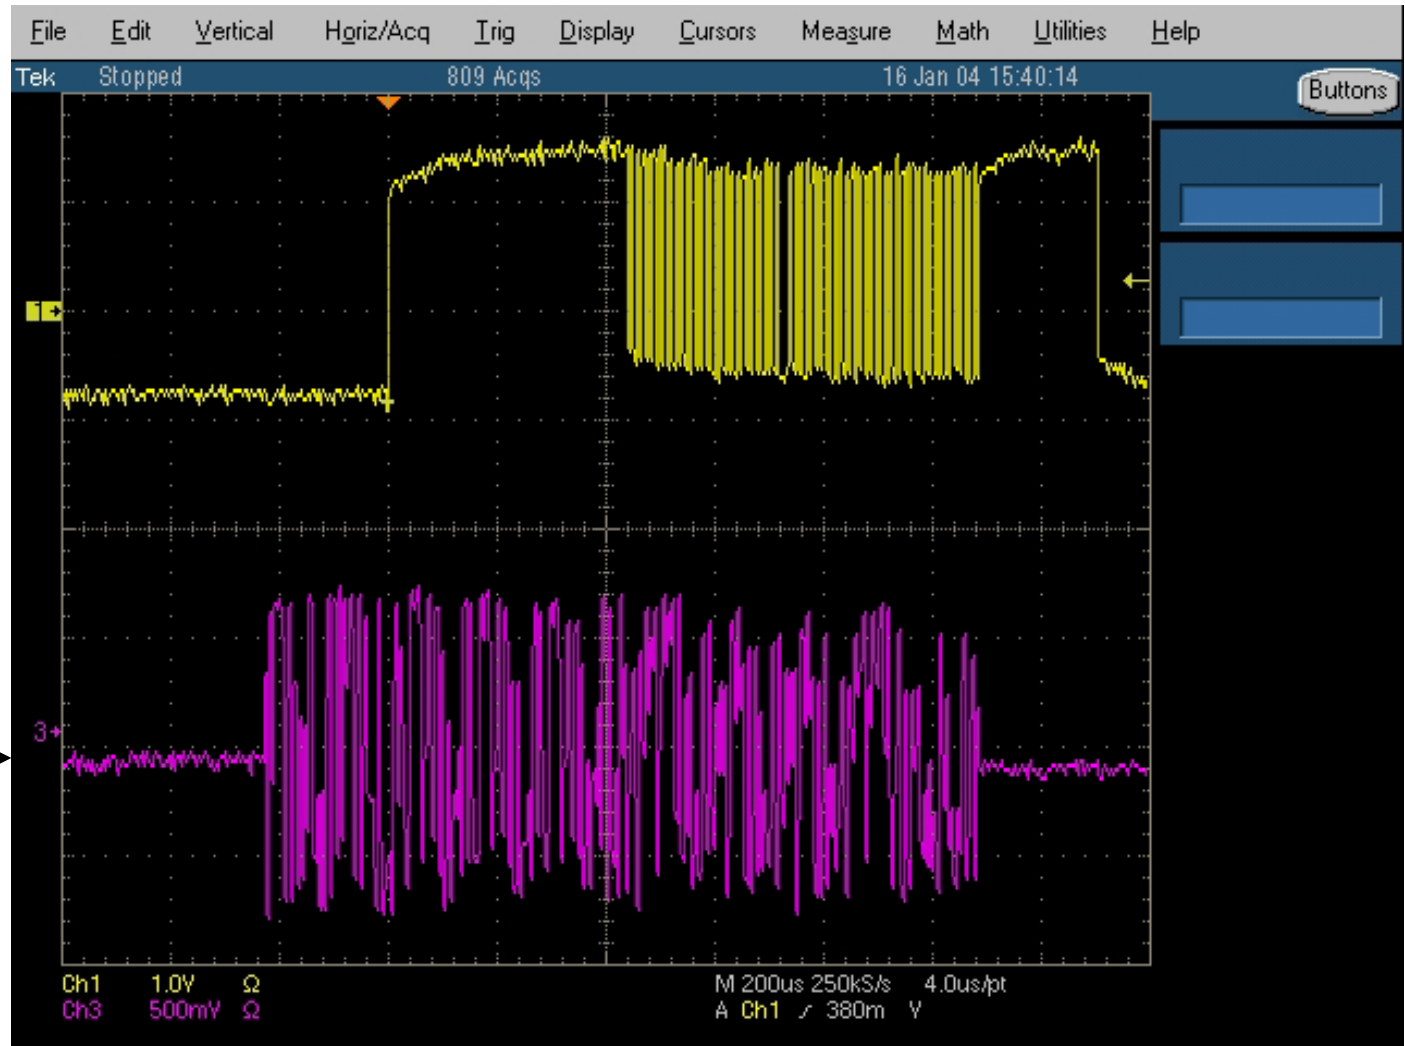 File Edit Vertical Horiz/Acq Trig Display Cursors Measure Math Utilities Help
Tek Stopped 809 Acqs 16 Jan 04 15:40:14
Buttons
1
3
Ch1 1.0V Ω M 200us 250kS/s 4.0us/pt
Ch3 500mV Ω A Ch1 / 380m V